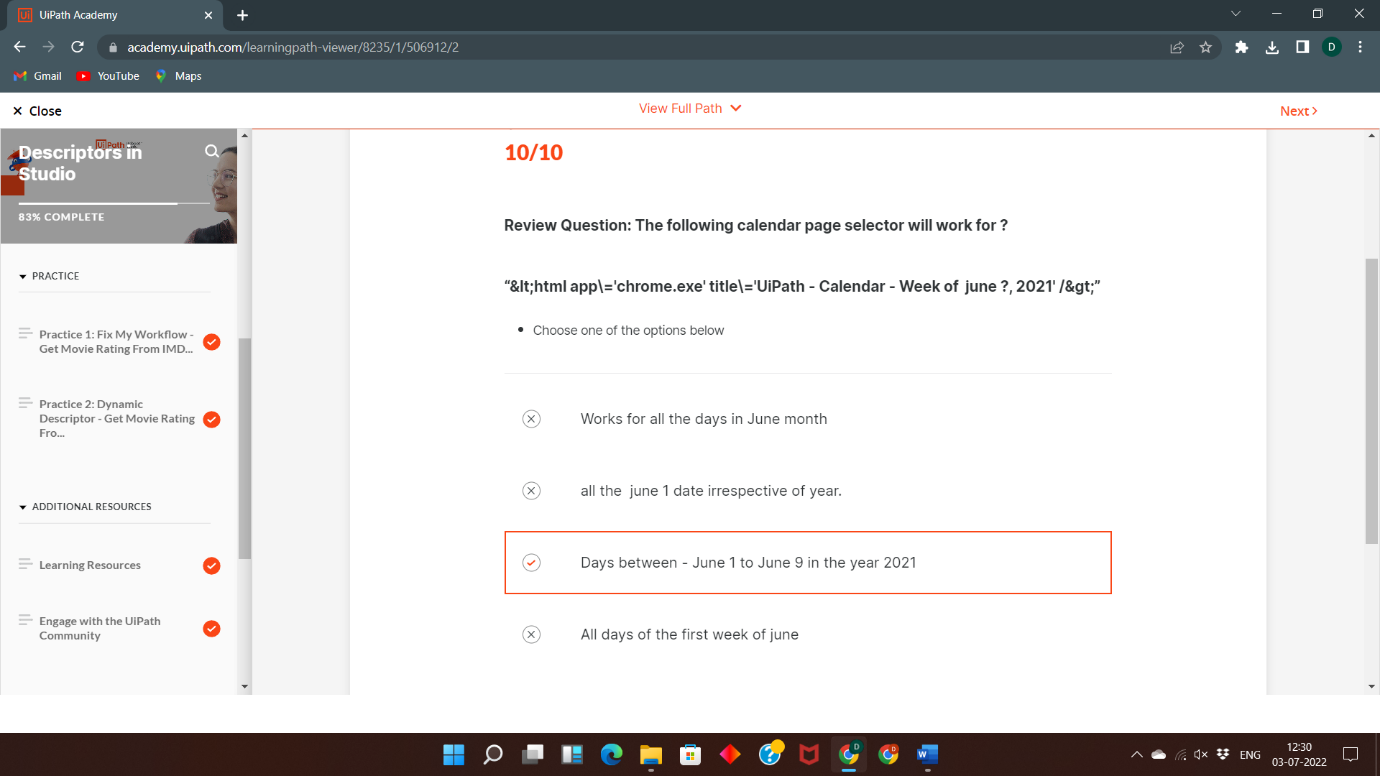 UiPath Academy
academy.uipath.com/learningpath-viewer/8235/1/506912/2
D
Gmail
YouTube
Maps
Close
View Full Path
Next
UiPath
Descriptors in
Studio
83% COMPLETE
PRACTICE
Practice 1: Fix My Workflow -
Get Movie Rating From IMD...
Practice 2: Dynamic
Descriptor - Get Movie Rating
Fro...
ADDITIONAL RESOURCES
Learning Resources
Engage with the UiPath
Community
10/10
Review Question: The following calendar page selector will work for ?
“&lt;html app\='chrome.exe' title\='UiPath - Calendar - Week of  june ?, 2021' /&gt;”
• Choose one of the options below
Works for all the days in June month
all the  june 1 date irrespective of year.
Days between - June 1 to June 9 in the year 2021
All days of the first week of june
ENG
12:30
03-07-2022